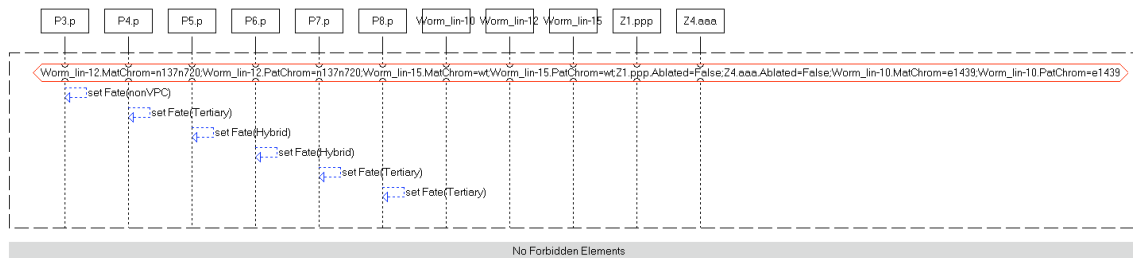 P3.p P4.p P5.p P6.p P7.p P8.p Worm_lin-10 Worm_lin-12 Worm_lin-15 Z1.ppp Z4.aaa
Worm_lin-12.MatChrom=n137n720;Worm_lin-12.PatChrom=n137n720;Worm_lin-15.MatChrom=wt;Worm_lin-15.PatChrom=wt;Z1.ppp.Ablated=False;Z4.aaa.Ablated=False;Worm_lin-10.MatChrom=e1439;Worm_lin-10.PatChrom=e1439
set Fate(nonVPC)
set Fate(Tertiary)
set Fate(Hybrid)
set Fate(Hybrid)
set Fate(Tertiary)
set Fate(Tertiary)
No Forbidden Elements